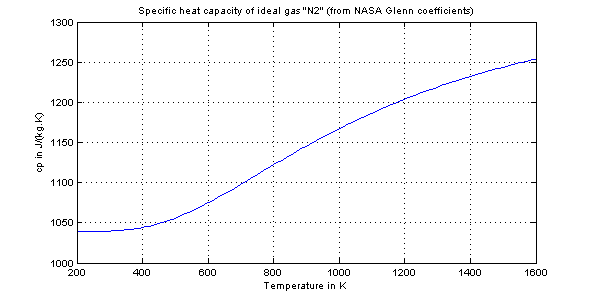 Specific heat capacity of ideal gas "N2" (from NASA Glenn coefficients)
1300
1250
1200
1150
1100
1050
1000
cp in J/(kg.K)
200 400 600 800 1000 1200 1400 1600
Temperature in K